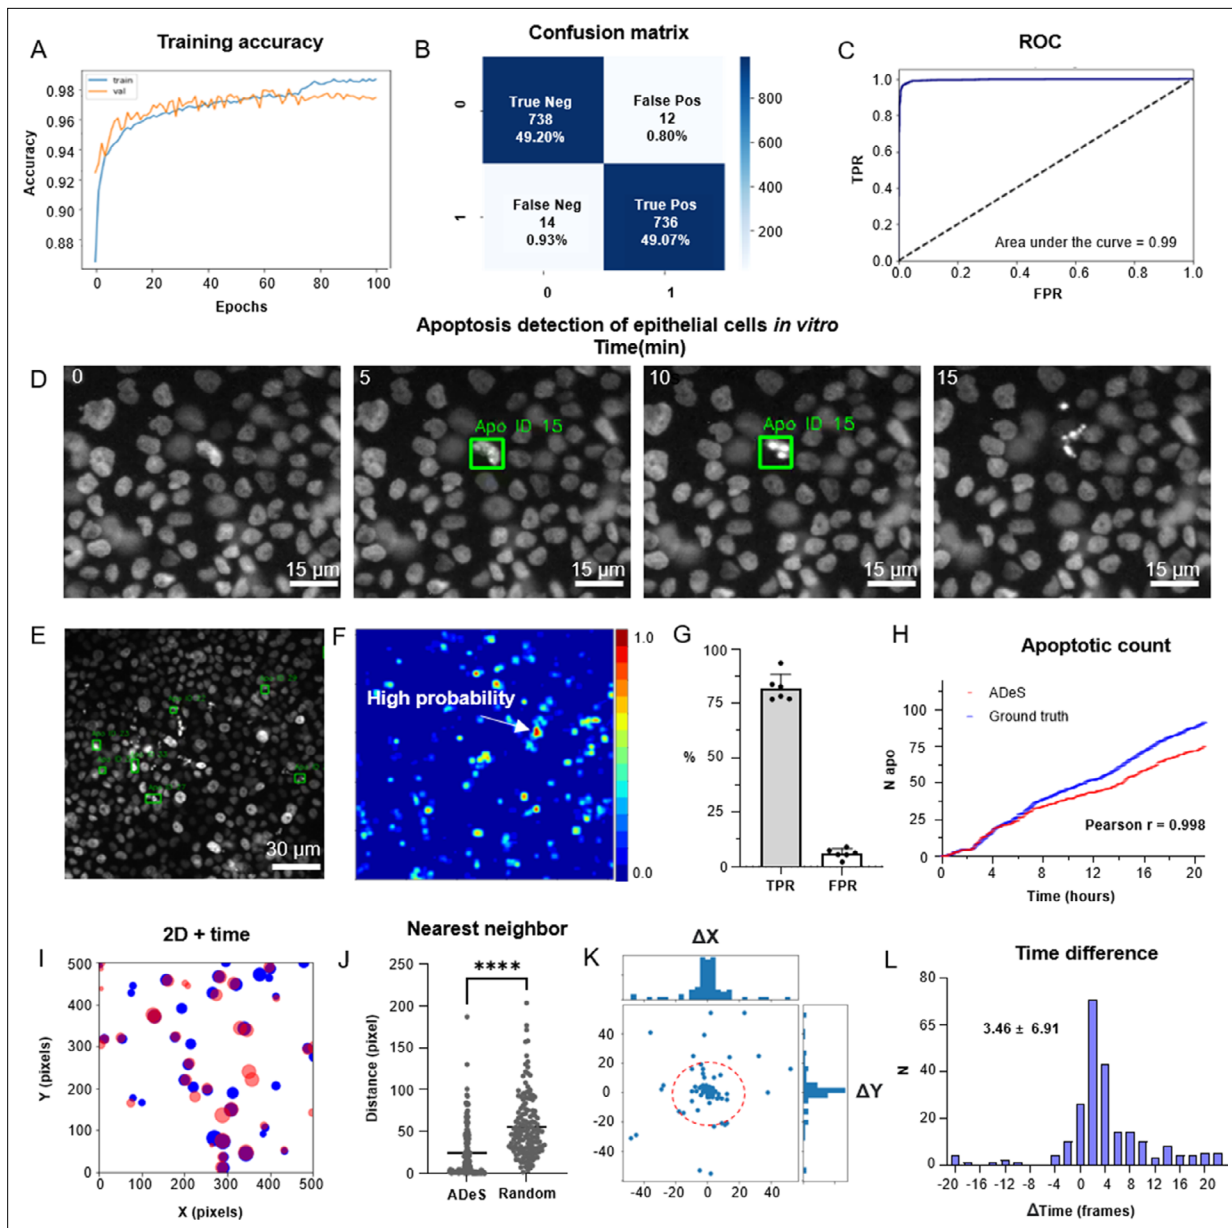 A
Training accuracy
train
val
0.98
0.96
0.94
0.92
0.90
0.88
Accuracy
0
20
40
60
80
100
Epochs
B
Confusion matrix
0
1
True Neg
738
49.20%
False Pos
12
0.80%
False Neg
14
0.93%
True Pos
736
49.07%
0
1
800
600
400
200
C
ROC
1.0
0.8
0.6
0.4
0.2
0.0
TPR
Area under the curve = 0.99
0.0
0.2
0.4
0.6
0.8
1.0
FPR
Apoptosis detection of epithelial cells in vitro
Time(min)
D
0
15 µm
5
Apo ID 15
15 µm
10
Apo ID 15
15 µm
15
15 µm
E
30 µm
F
High probability
1.0
0.0
G
100
75
50
25
0
%
TPR
FPR
H
Apoptotic count
ADeS
Ground truth
100
75
50
25
0
N apo
Pearson r = 0.998
4
8
12
16
20
Time (hours)
I
2D + time
500
400
300
200
100
0
Y (pixels)
0
100
200
300
400
500
X (pixels)
J
Nearest neighbor
****
250
200
150
100
50
0
Distance (pixel)
ADeS
Random
K
ΔX
40
20
0
-20
-40
ΔY
-40
-20
0
20
40
L
Time difference
80
65
40
20
0
N
3.46 ± 6.91
-20
-16
-12
-8
-4
0
4
8
12
16
20
ΔTime (frames)